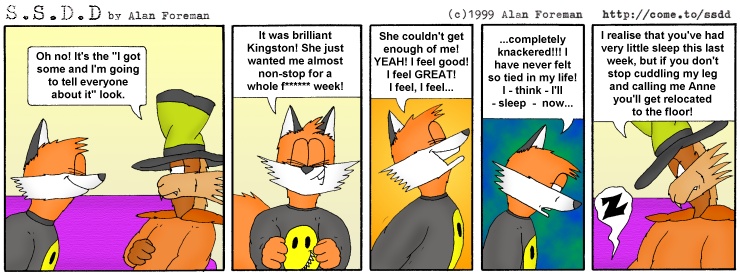 S.S.D.D by Alan Foreman
(c)1999 Alan Foreman
http://come.to/ssdd
Oh no! It's the "I got
some and I'm going
to tell everyone
about it" look.
It was brilliant
Kingston! She just
wanted me almost
non-stop for a
whole f****** week!
She couldn't get
enough of me!
YEAH! I feel good!
I feel GREAT!
I feel, I feel...
...completely
knackered!!! I
have never felt
so tied in my life!
I - think - I'll
- sleep - now...
I realise that you've had
very little sleep this last
week, but if you don't
stop cuddling my leg
and calling me Anne
you'll get relocated
to the floor!
Z